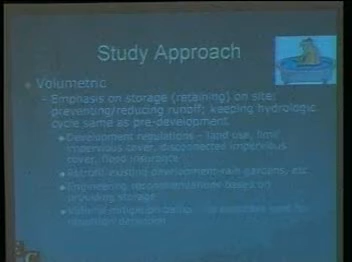 Study Approach
Volumetric
- Emphasis on storage (retaining) on site;
preventing/reducing runoff; keeping hydrologic
cycle same as pre-development.
Development regulations - land use, limit
impervious cover, disconnected impervious
cover, flood insurance
Retrofit existing development-rain gardens, etc
Engineering recommendations based on
providing storage